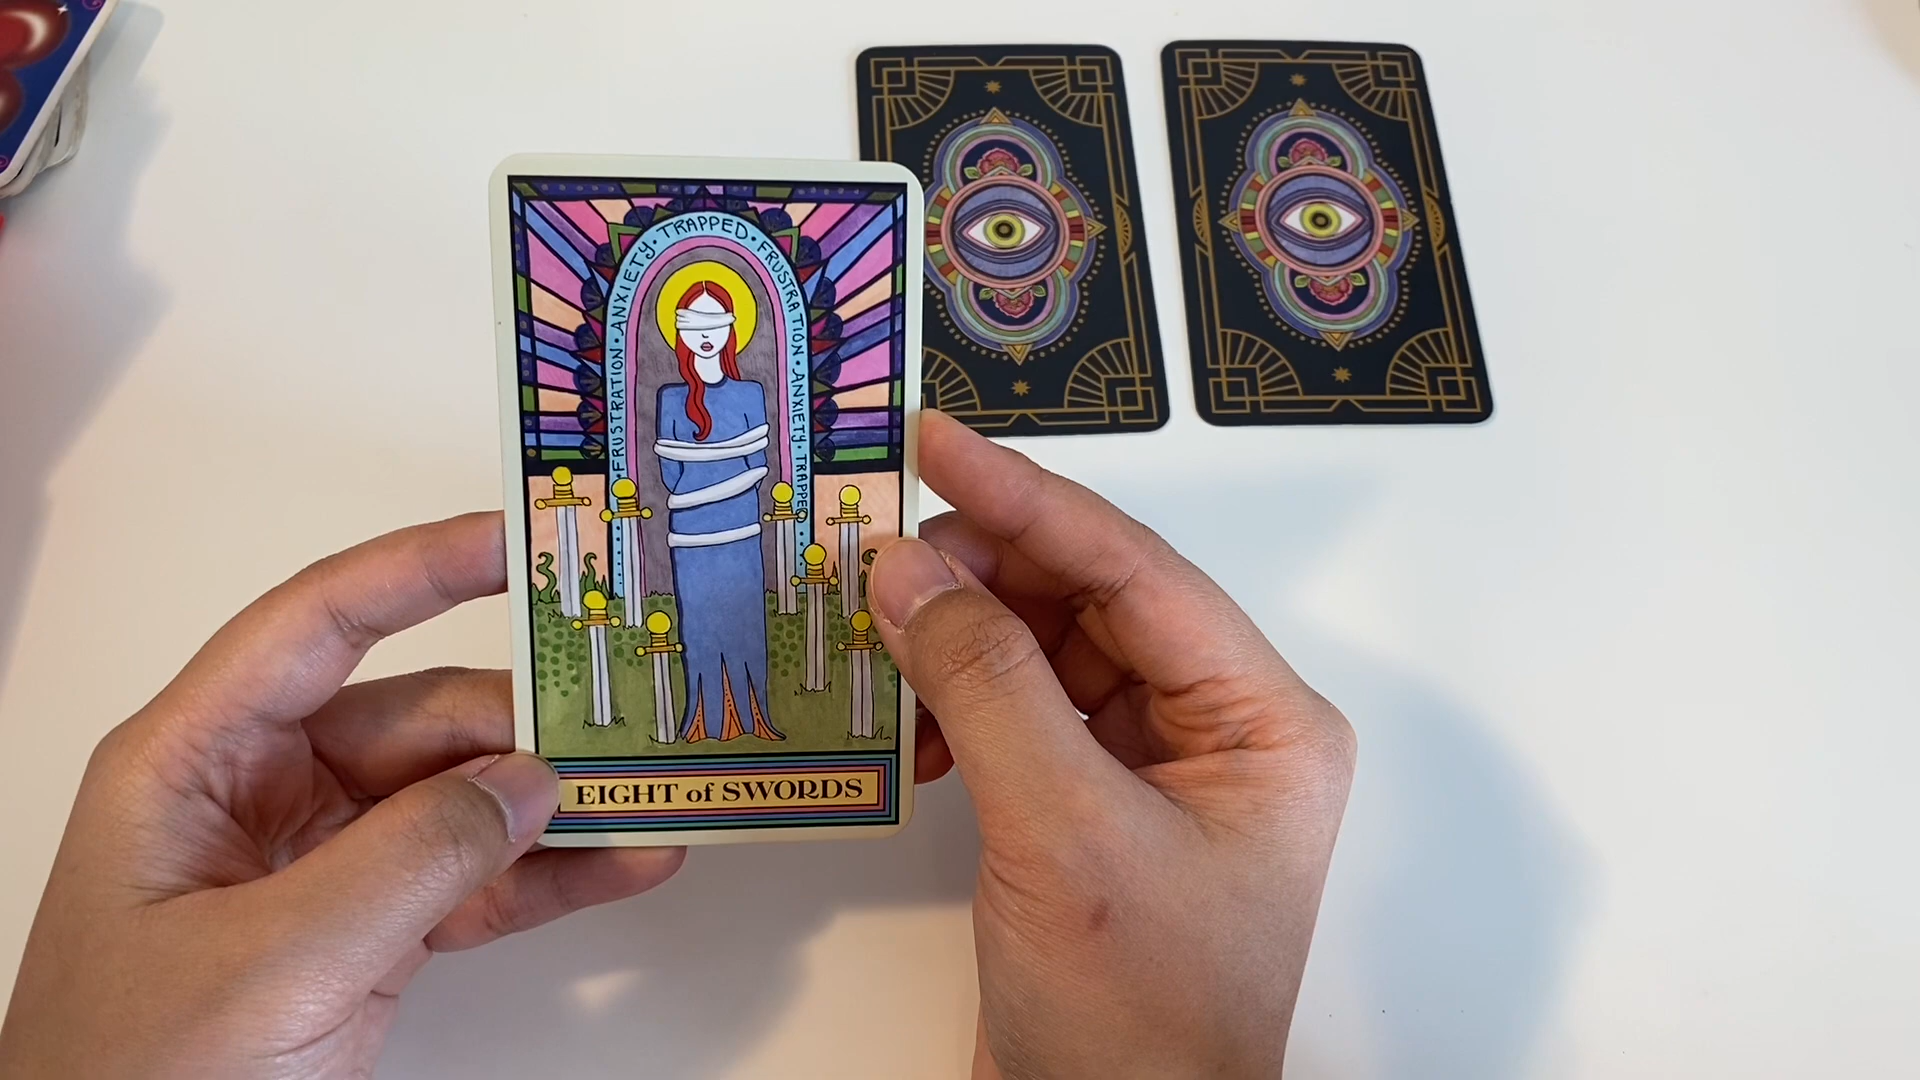 FRUSTRATION · ANXIETY · TRAPPED · FRUSTRATION · ANXIETY · TRAPPED
EIGHT of SWORDS